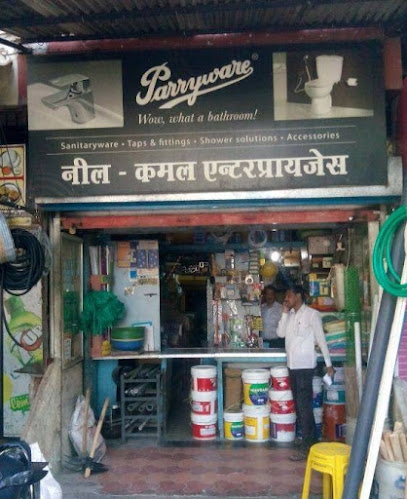 Parryware®
Wow, what a bathroom!
Sanitaryware • Taps & fittings • Shower solutions • Accessories
नील - कमल एन्टरप्रायजेस